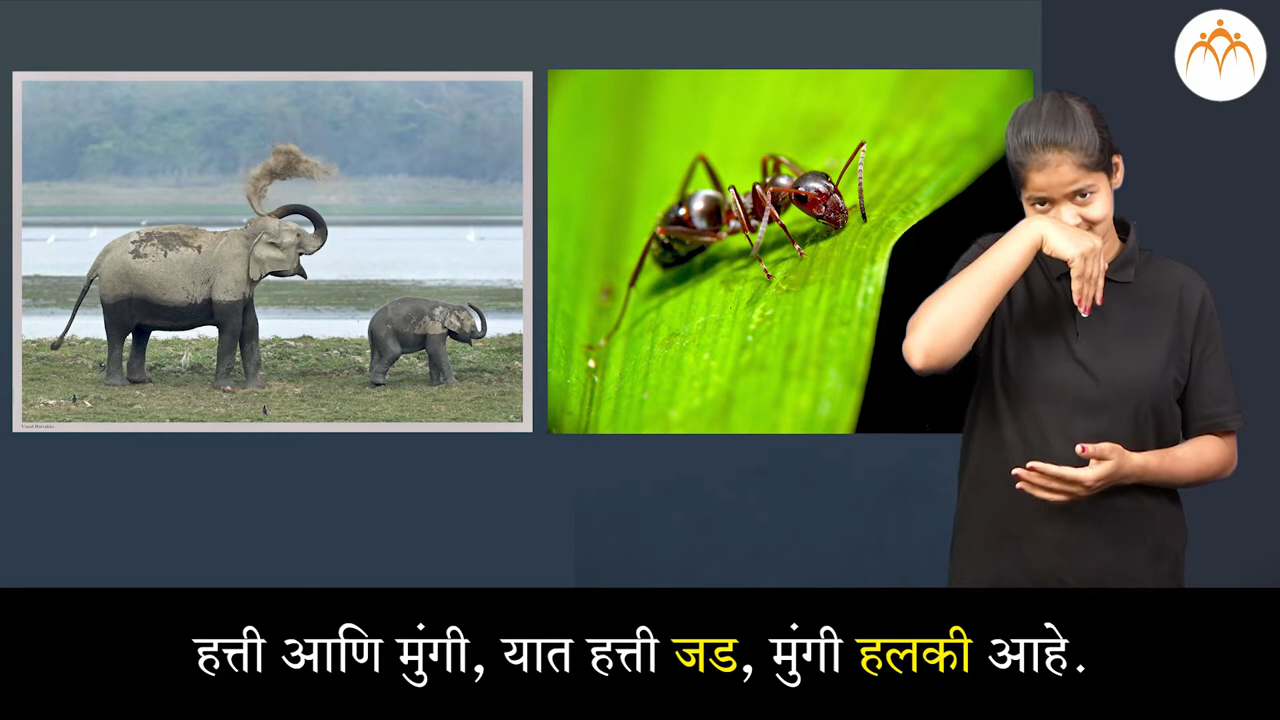 हत्ती आणि मुंगी, यात हत्ती जड, मुंगी हलकी आहे.